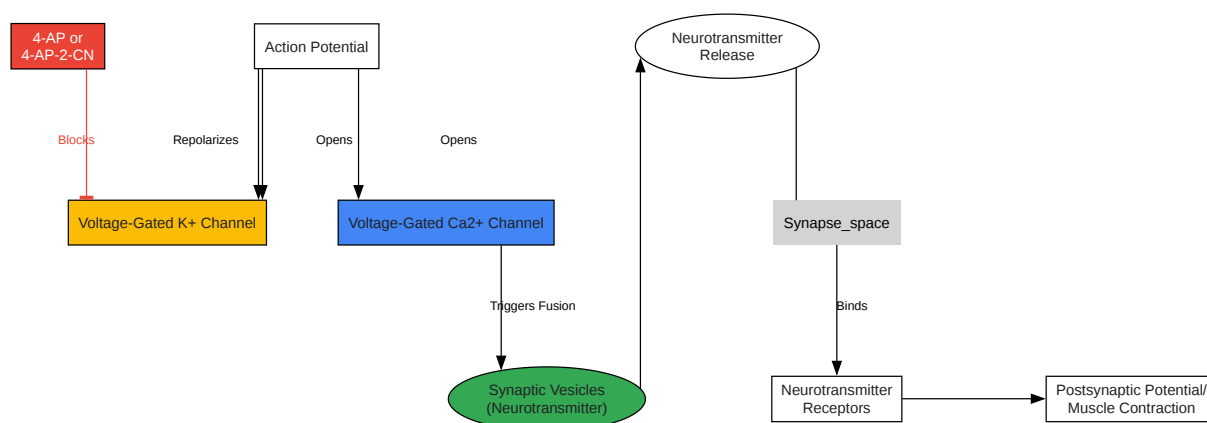 4-AP or
4-AP-2-CN
Action Potential
Neurotransmitter
Release
Blocks
Repolarizes
Opens
Opens
Voltage-Gated K+ Channel
Voltage-Gated Ca2+ Channel
Synapse_space
Triggers Fusion
Binds
Synaptic Vesicles
(Neurotransmitter)
Neurotransmitter
Receptors
Postsynaptic Potential/
Muscle Contraction